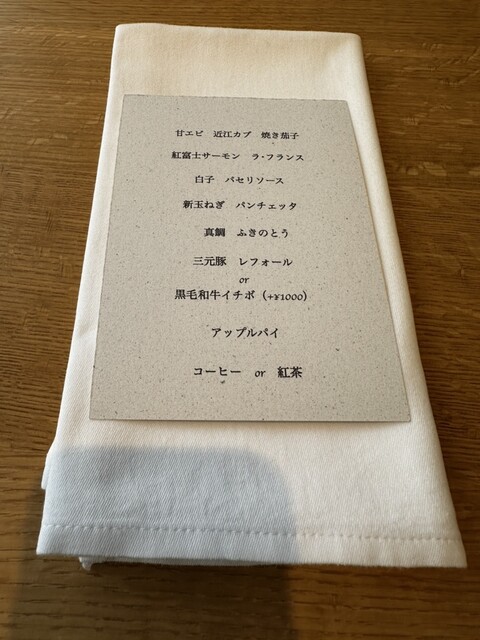 甘エビ　近江カブ　焼き茄子
紅富士サーモン　ラ・フランス
白子　パセリソース
新玉ねぎ　パンチェッタ
真鯛　ふきのとう
三元豚　レフォール
or
黒毛和牛イチボ（+¥1000）
アップルパイ
コーヒー　or　紅茶